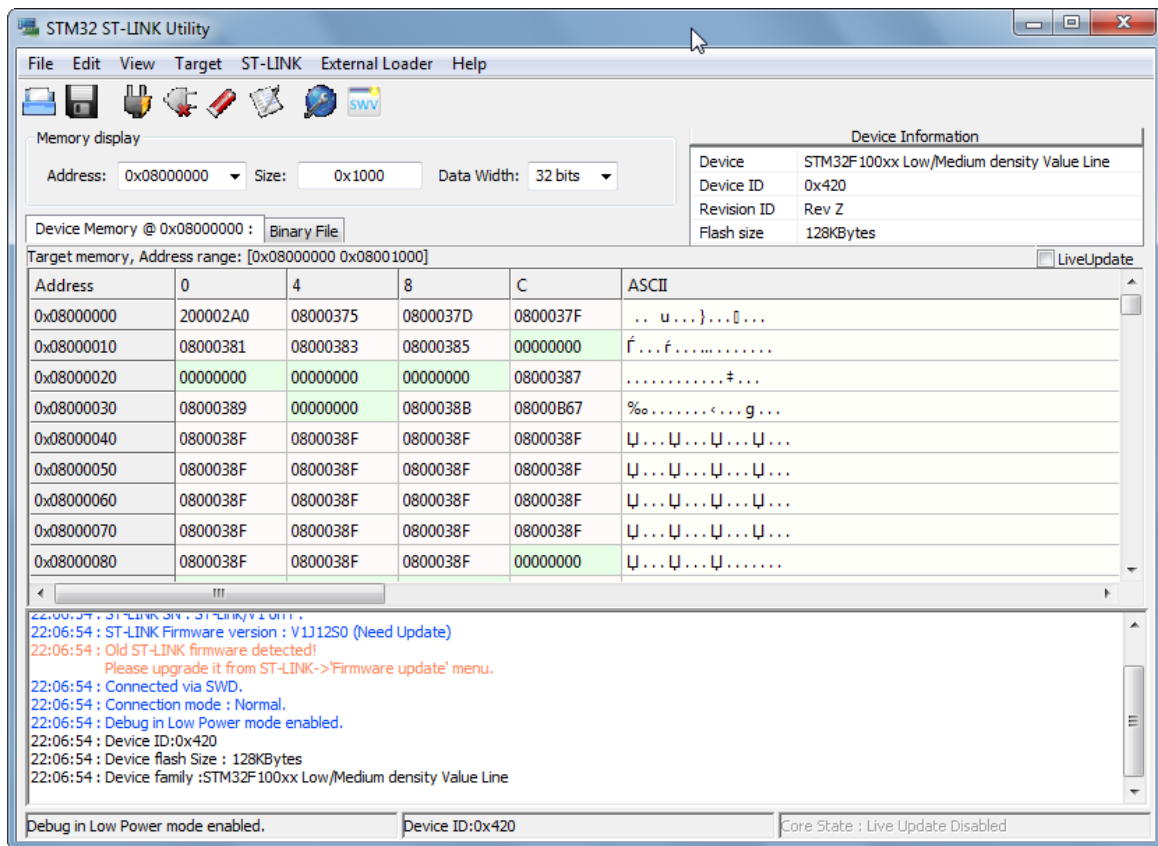 STM32 ST-LINK Utility
File Edit View Target ST-LINK External Loader Help
SWV
Memory display
Address: 0x08000000 Size: 0x1000 Data Width: 32 bits
Device Information
Device STM32F100xx Low/Medium density Value Line
Device ID 0x420
Revision ID Rev Z
Flash size 128KBytes
Device Memory @ 0x08000000 : Binary File
Target memory, Address range: [0x08000000 0x08001000] LiveUpdate
Address 0 4 8 C ASCII
0x08000000 200002A0 08000375 0800037D 0800037F .. u...}...▯...
0x08000010 08000381 08000383 08000385 00000000 Ѓ...ѓ...…........
0x08000020 00000000 00000000 00000000 08000387 ............‡...
0x08000030 08000389 00000000 0800038B 08000B67 ‰.......‹...g...
0x08000040 0800038F 0800038F 0800038F 0800038F Џ...Џ...Џ...Џ...
0x08000050 0800038F 0800038F 0800038F 0800038F Џ...Џ...Џ...Џ...
0x08000060 0800038F 0800038F 0800038F 0800038F Џ...Џ...Џ...Џ...
0x08000070 0800038F 0800038F 0800038F 0800038F Џ...Џ...Џ...Џ...
0x08000080 0800038F 0800038F 0800038F 00000000 Џ...Џ...Џ.......
22:06:54 : ST-LINK Firmware version : V1J12S0 (Need Update)
22:06:54 : Old ST-LINK firmware detected!
Please upgrade it from ST-LINK->'Firmware update' menu.
22:06:54 : Connected via SWD.
22:06:54 : Connection mode : Normal.
22:06:54 : Debug in Low Power mode enabled.
22:06:54 : Device ID:0x420
22:06:54 : Device flash Size : 128KBytes
22:06:54 : Device family :STM32F100xx Low/Medium density Value Line
Debug in Low Power mode enabled. Device ID:0x420 Core State : Live Update Disabled